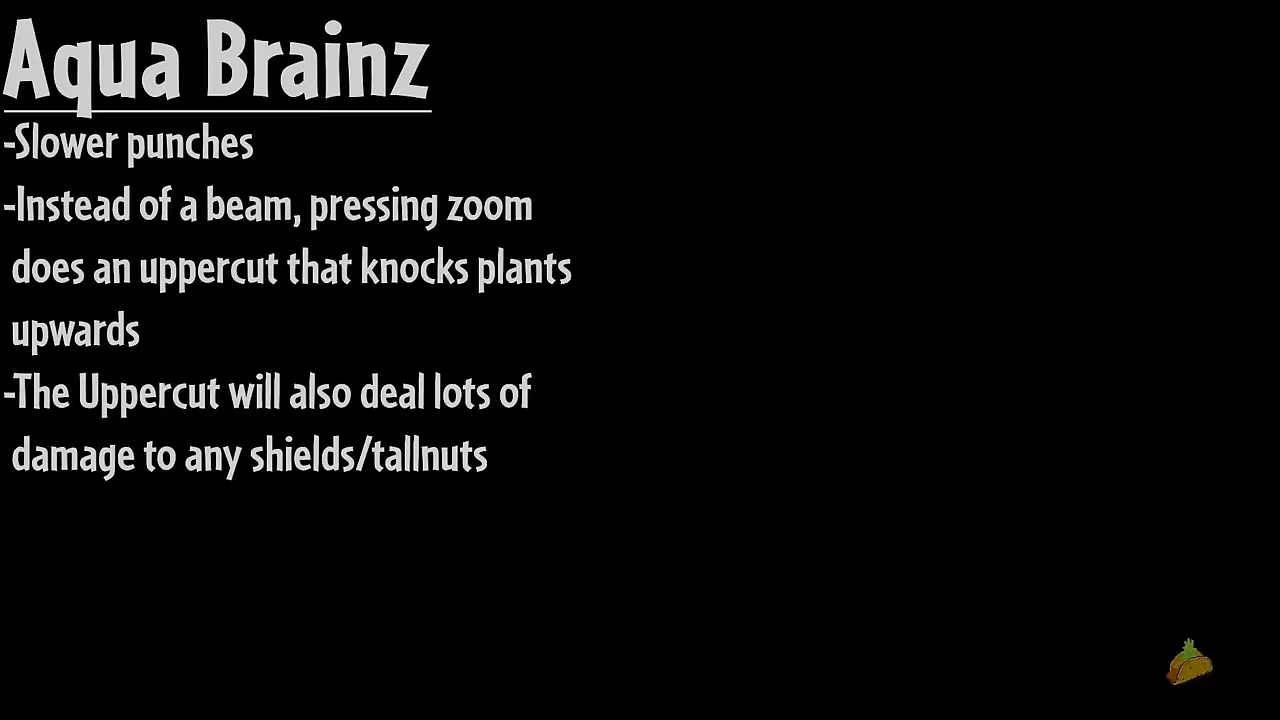 Aqua Brainz
-Slower punches
-Instead of a beam, pressing zoom
does an uppercut that knocks plants
upwards
-The Uppercut will also deal lots of
damage to any shields/tallnuts